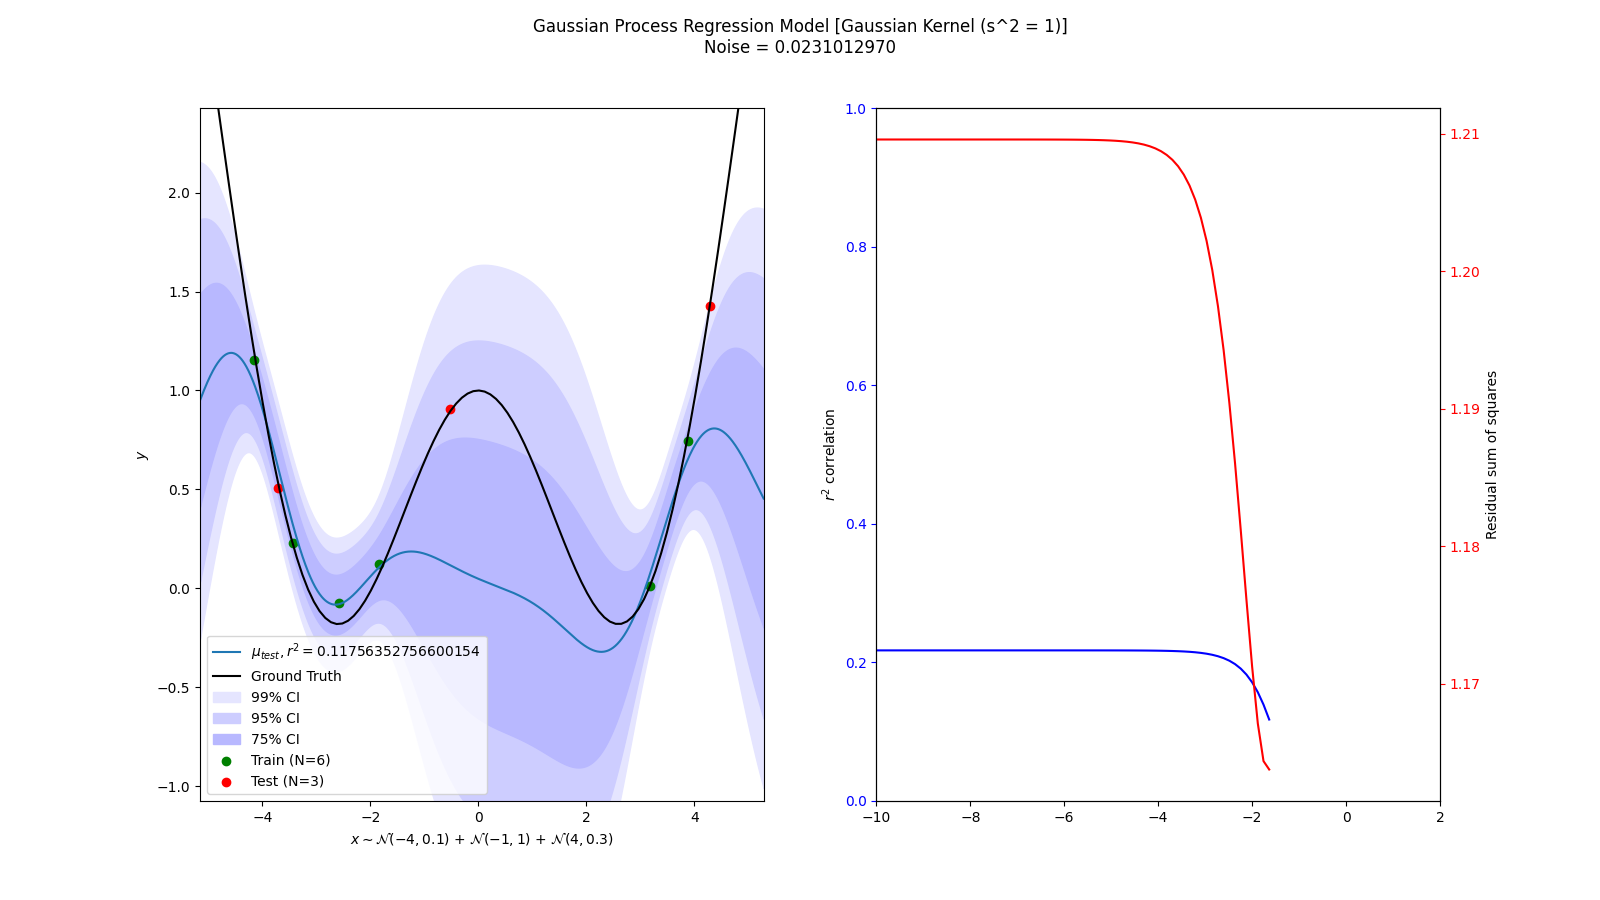 Gaussian Process Regression Model [Gaussian Kernel (s^2 = 1)]
Noise = 0.0231012970
2.0
1.5
1.0
0.5
0.0
−0.5
−1.0
y
μtest, r² = 0.11756352756600154
Ground Truth
99% CI
95% CI
75% CI
Train (N=6)
Test (N=3)
−4
−2
0
2
4
x ~ 𝒩(−4, 0.1) + 𝒩(−1, 1) + 𝒩(4, 0.3)
1.0
0.8
0.6
0.4
0.2
0.0
r² correlation
−10
−8
−6
−4
−2
0
2
1.21
1.20
1.19
1.18
1.17
Residual sum of squares